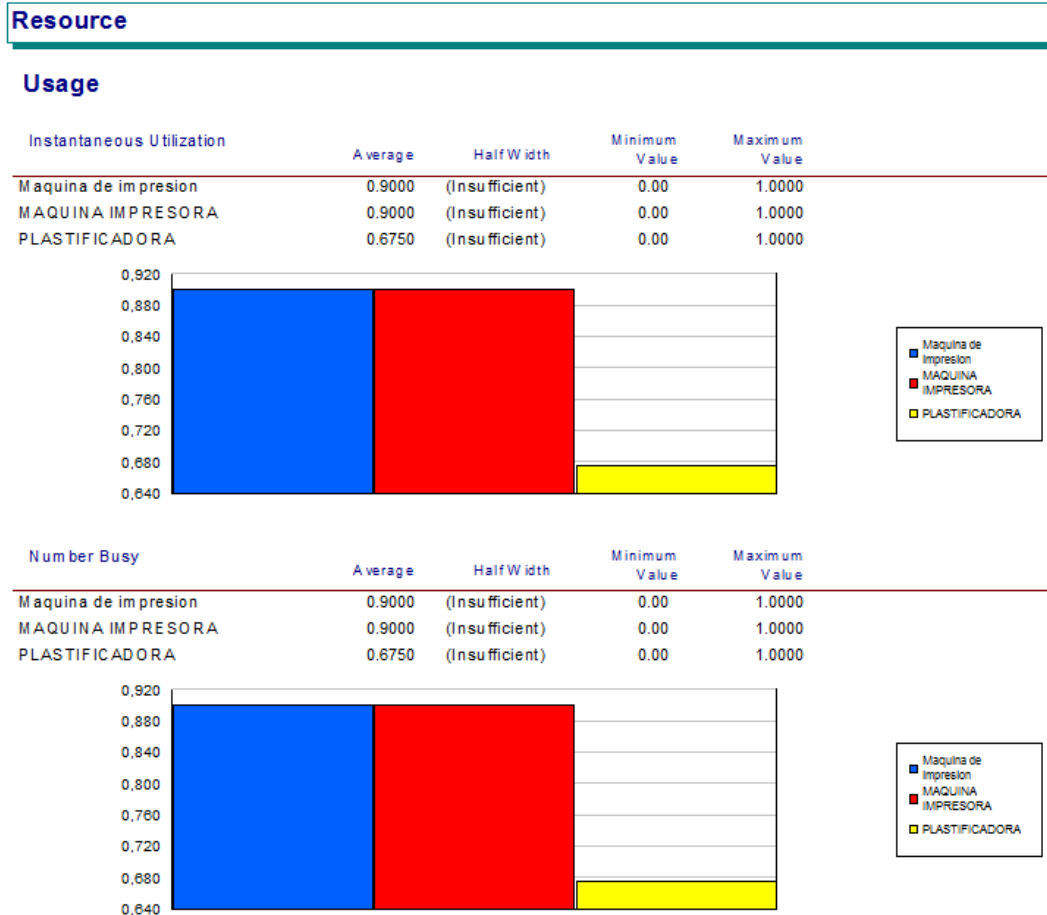 Resource
Usage
Instantaneous Utilization Average Half Width Minimum Value Maximum Value
Maquina de impresion 0.9000 (Insufficient) 0.00 1.0000
MAQUINA IMPRESORA 0.9000 (Insufficient) 0.00 1.0000
PLASTIFICADORA 0.6750 (Insufficient) 0.00 1.0000
0,920
0,880
0,840
0,800
0,760
0,720
0,680
0,640
Maquina de
impresion
MAQUINA
IMPRESORA
PLASTIFICADORA
Number Busy Average Half Width Minimum Value Maximum Value
Maquina de impresion 0.9000 (Insufficient) 0.00 1.0000
MAQUINA IMPRESORA 0.9000 (Insufficient) 0.00 1.0000
PLASTIFICADORA 0.6750 (Insufficient) 0.00 1.0000
0,920
0,880
0,840
0,800
0,760
0,720
0,680
0,640
Maquina de
impresion
MAQUINA
IMPRESORA
PLASTIFICADORA